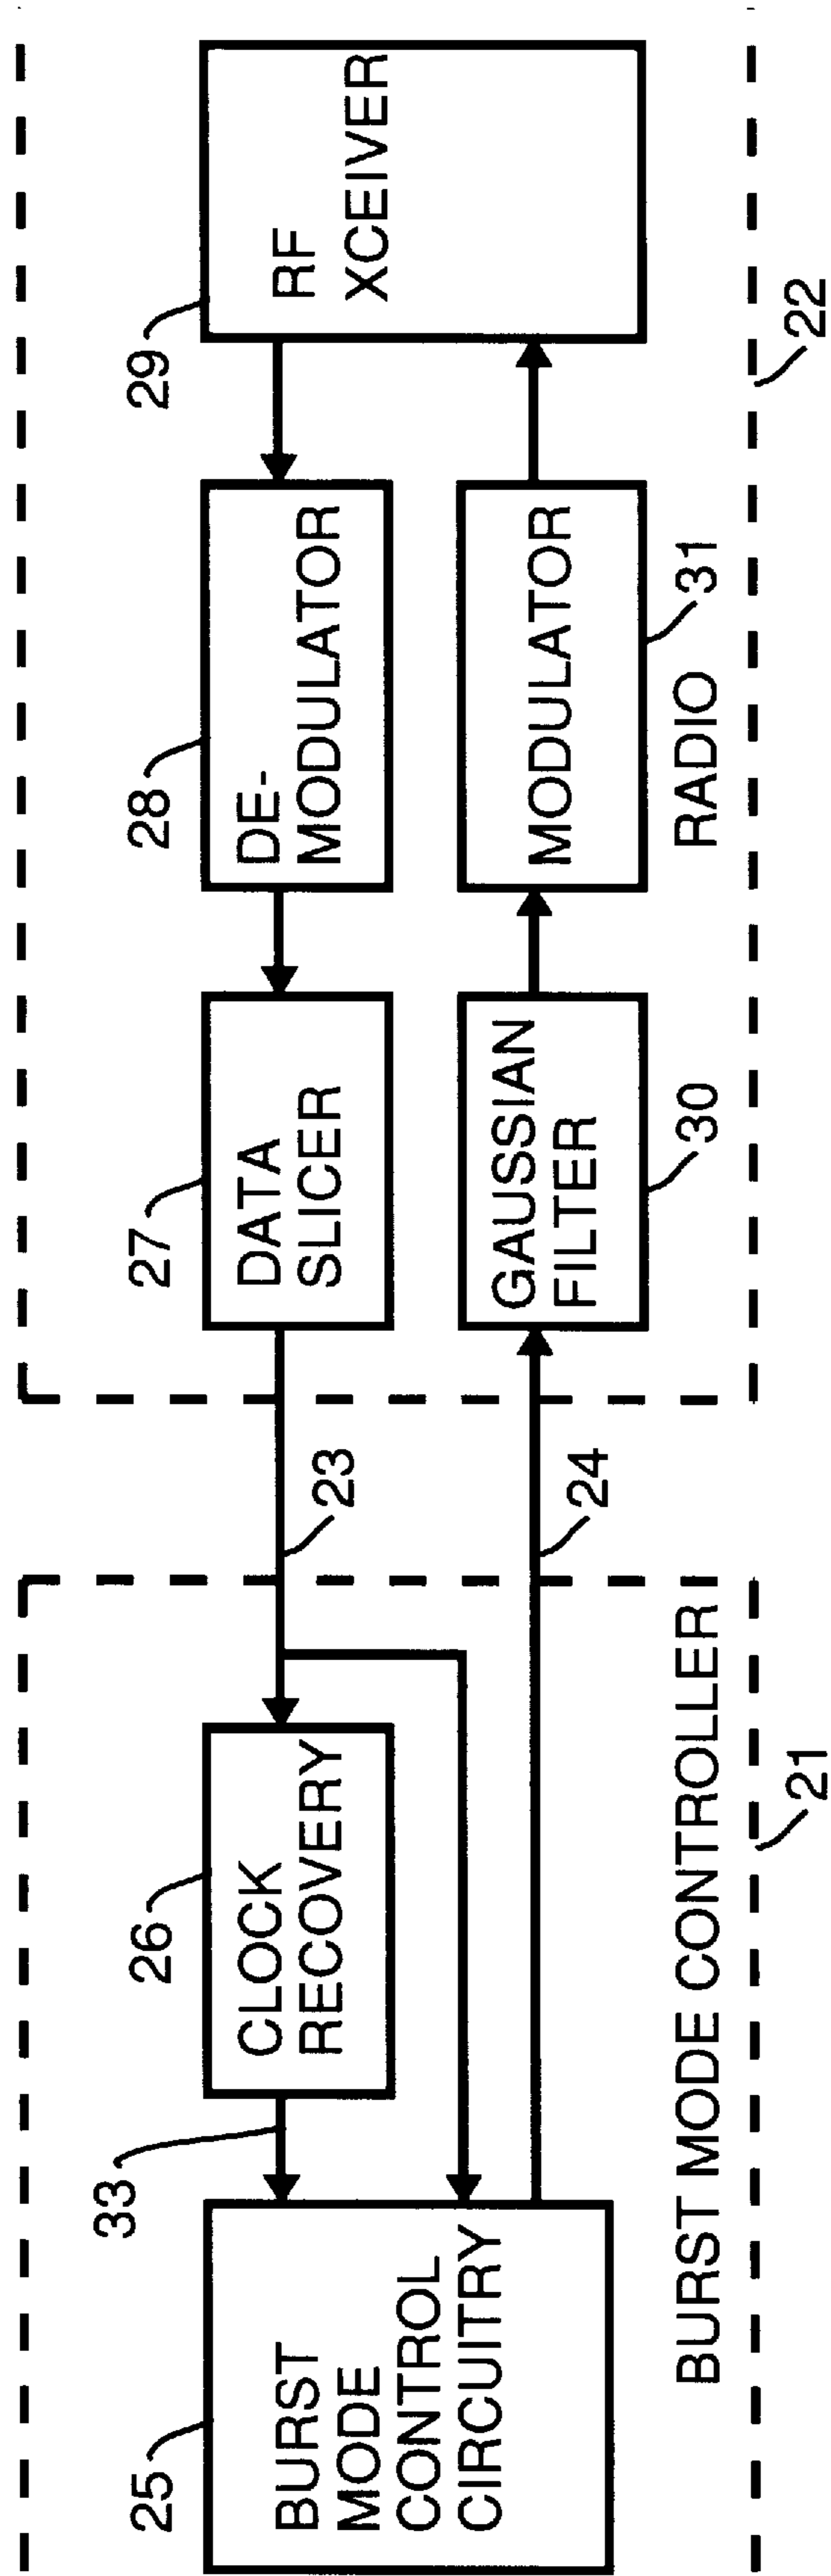 25
BURST
MODE
CONTROL
CIRCUITRY
33
26
CLOCK
RECOVERY
BURST MODE CONTROLLER
21
23
24
27
DATA
SLICER
28
DE-
MODULATOR
29
RF
XCEIVER
GAUSSIAN
FILTER
30
MODULATOR
31
RADIO
22